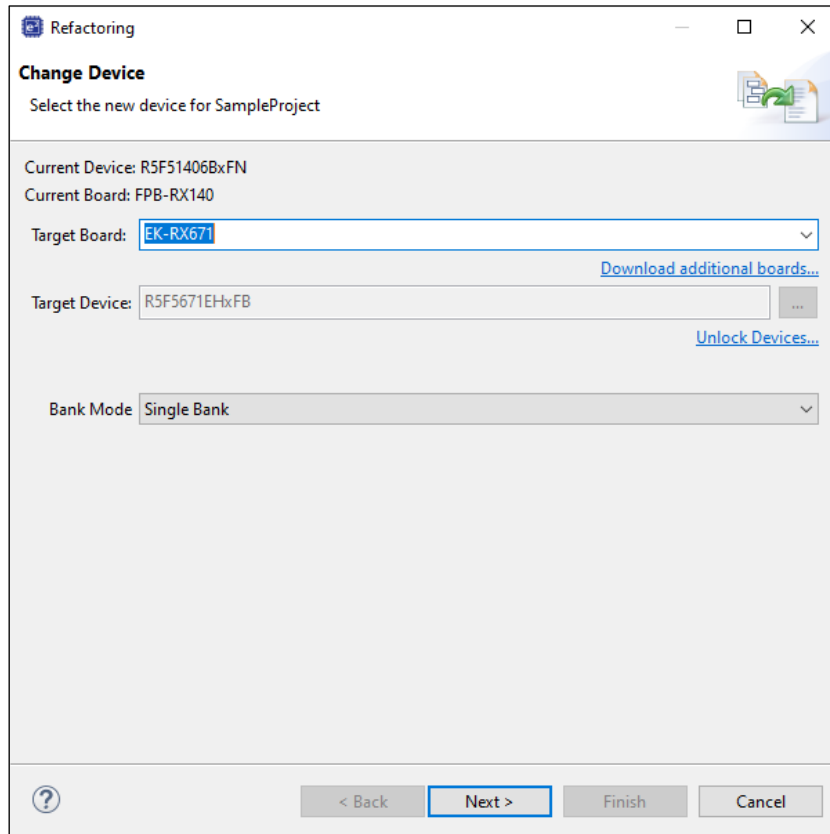 Refactoring
Change Device
Select the new device for SampleProject
Current Device: R5F51406BxFN
Current Board: FPB-RX140
Target Board: EK-RX671
Download additional boards...
Target Device: R5F5671EHxFB ...
Unlock Devices...
Bank Mode Single Bank
? < Back Next > Finish Cancel